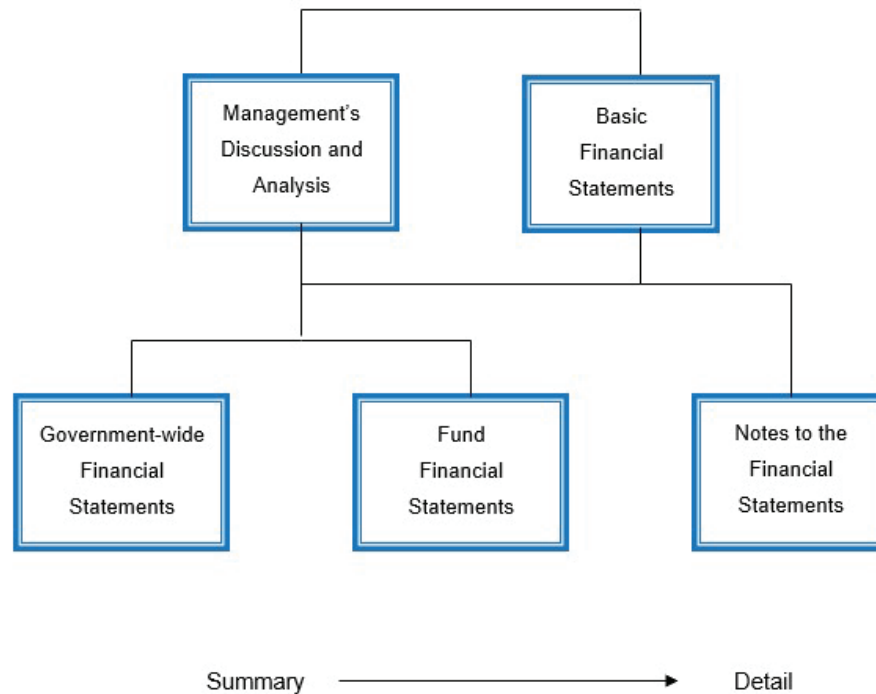 Management's
Discussion and
Analysis
Basic
Financial
Statements
Government-wide
Financial
Statements
Fund
Financial
Statements
Notes to the
Financial
Statements
Summary
Detail